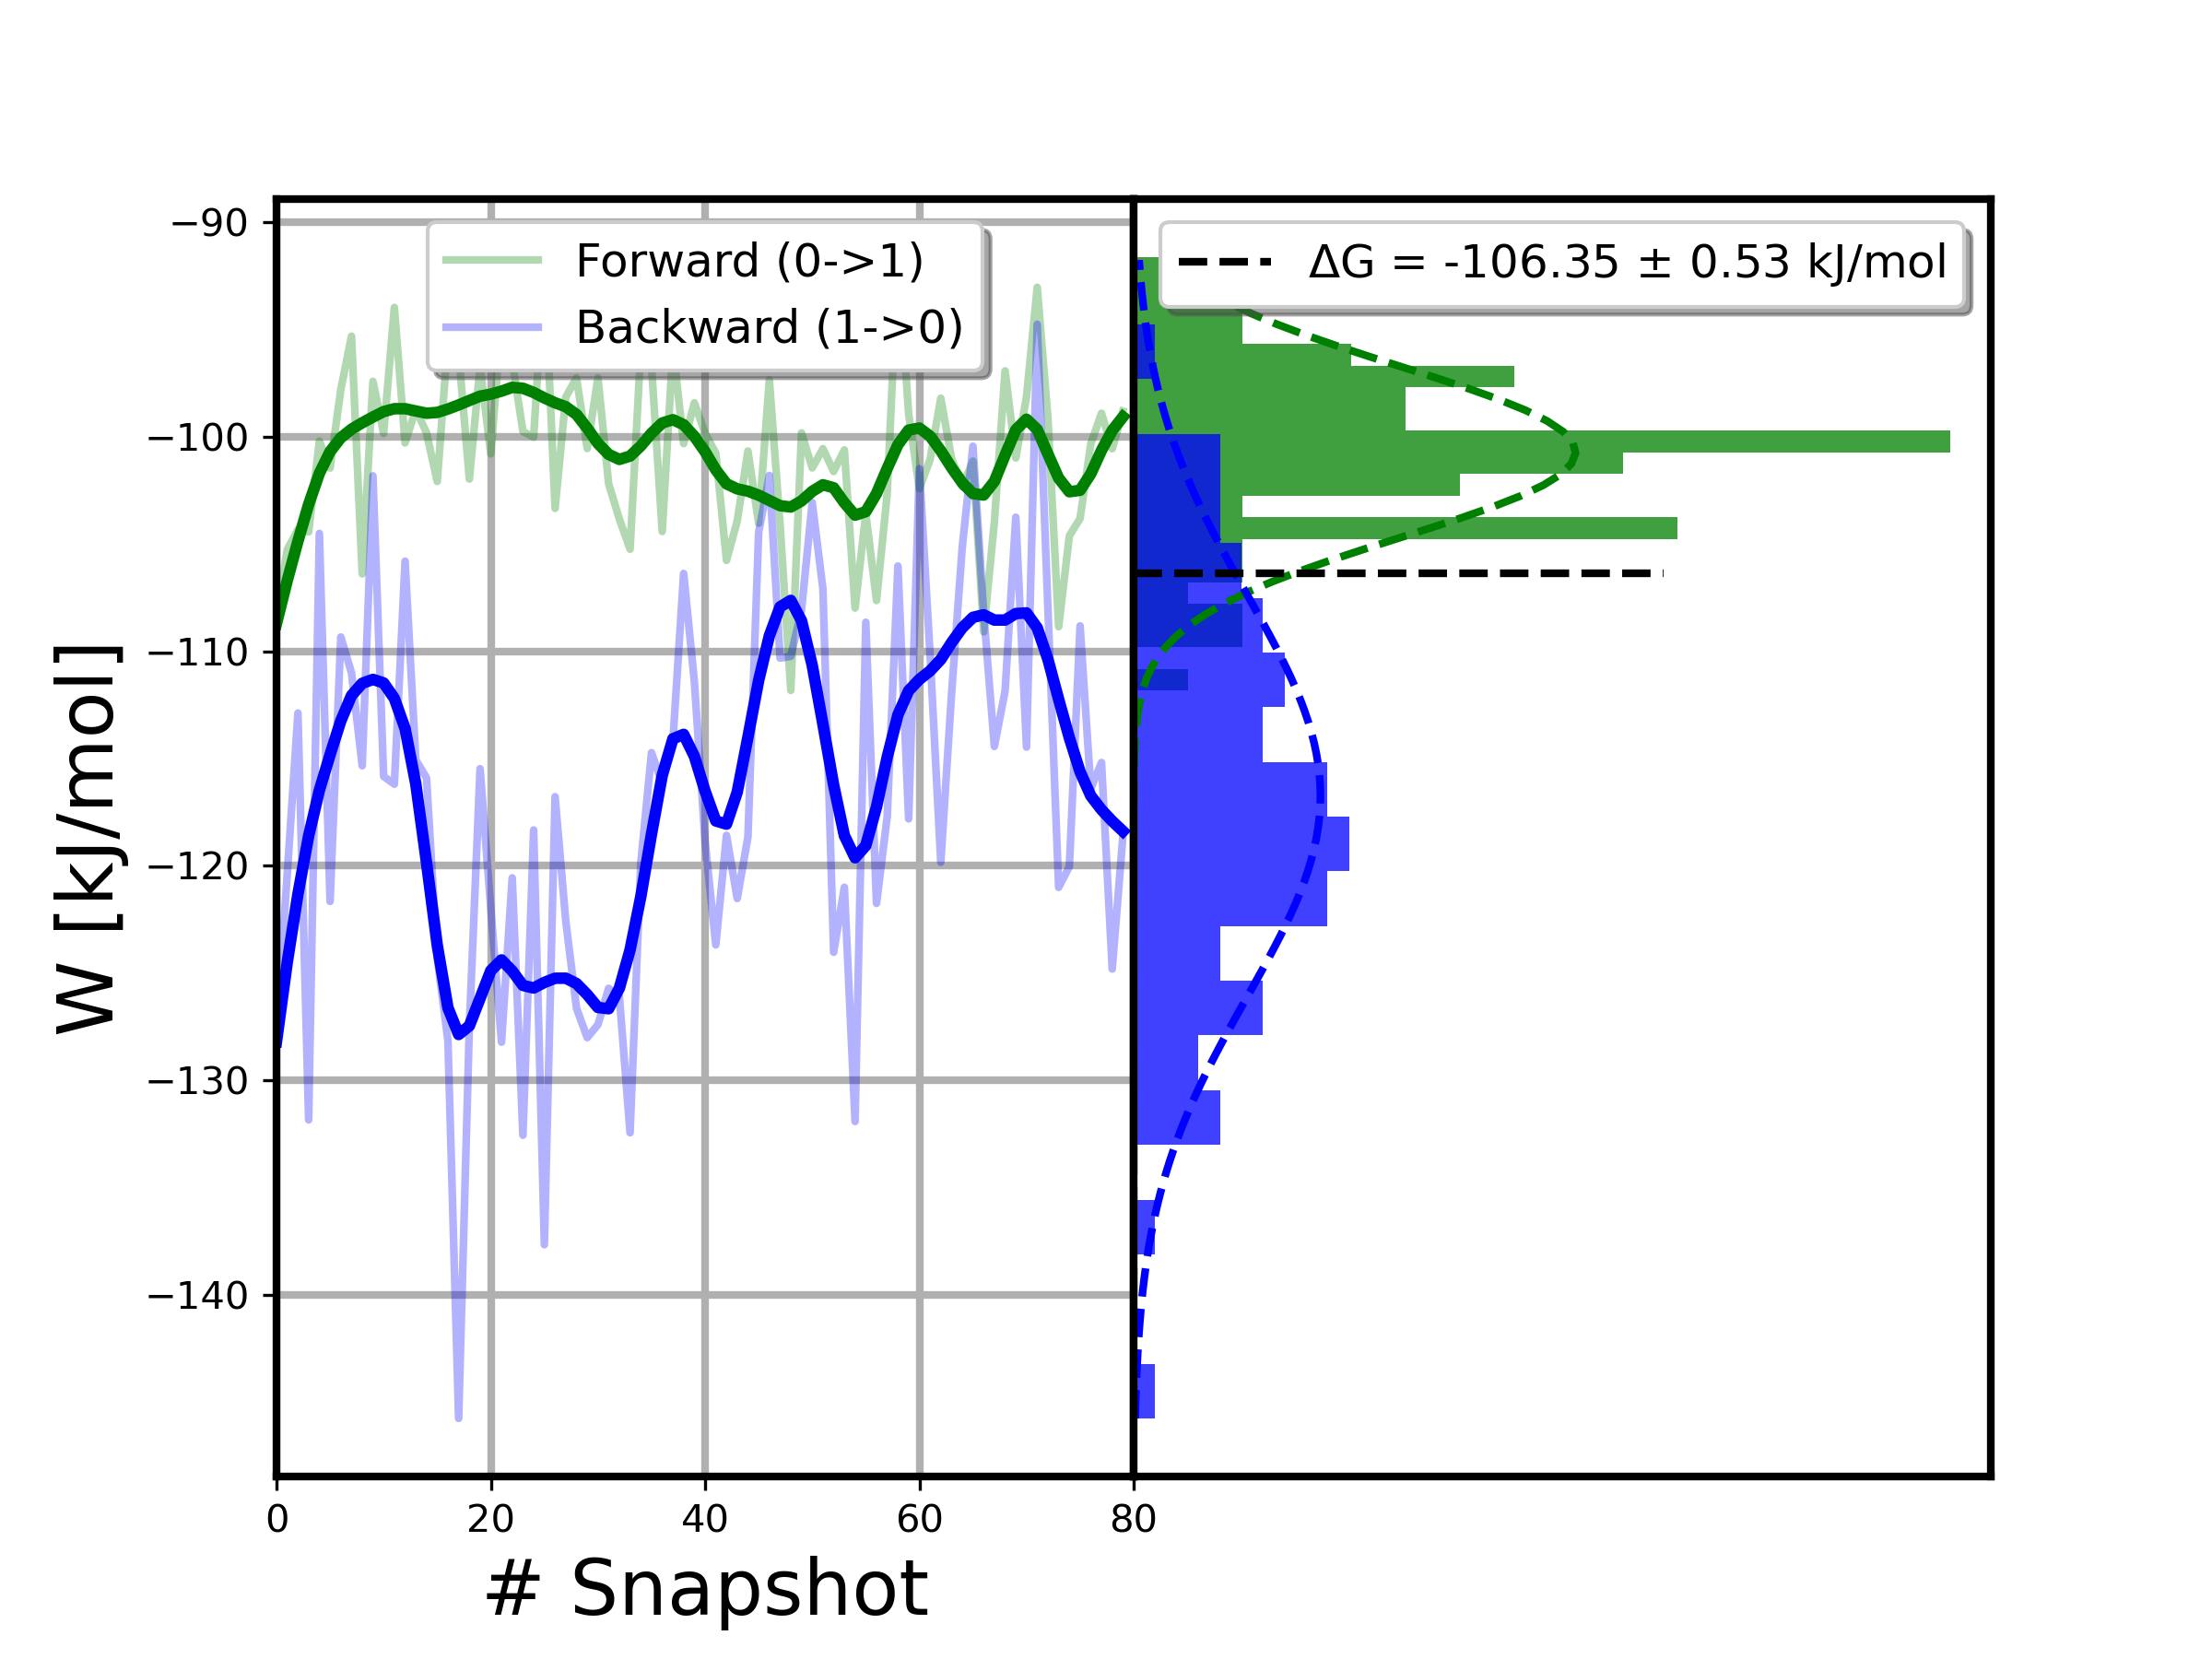 Forward (0->1)
Backward (1->0)
ΔG = -106.35 ± 0.53 kJ/mol
W [kJ/mol]
−90
−100
−110
−120
−130
−140
0
20
40
60
80
# Snapshot